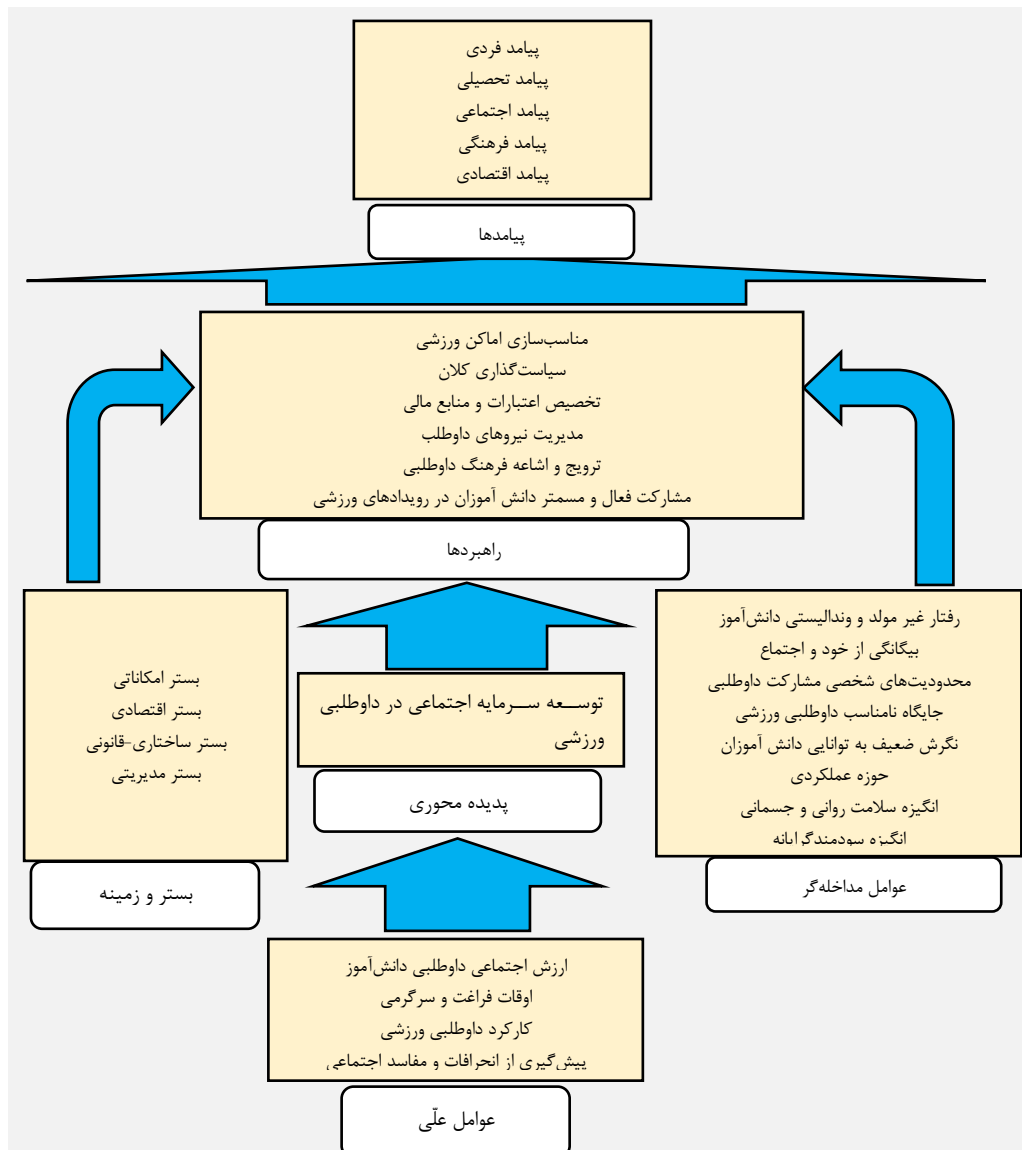 پیامد فردی
پیامد تحصیلی
پیامد اجتماعی
پیامد فرهنگی
پیامد اقتصادی
پیامدها
مناسب‌سازی اماکن ورزشی
سیاست‌گذاری کلان
تخصیص اعتبارات و منابع مالی
مدیریت نیروهای داوطلب
ترویج و اشاعه فرهنگ داوطلبی
مشارکت فعال و مسمتر دانش آموزان در رویدادهای ورزشی
راهبردها
رفتار غیر مولد و وندالیستی دانش‌آموز
بیگانگی از خود و اجتماع
محدودیت‌های شخصی مشارکت داوطلبی
جایگاه نامناسب داوطلبی ورزشی
نگرش ضعیف به توانایی دانش آموزان
حوزه عملکردی
انگیزه سلامت روانی و جسمانی
انگیزه سودمندگرایانه
عوامل مداخله‌گر
توسعه سرمایه اجتماعی در داوطلبی
ورزشی
پدیده محوری
بستر امکاناتی
بستر اقتصادی
بستر ساختاری-قانونی
بستر مدیریتی
بستر و زمینه
ارزش اجتماعی داوطلبی دانش‌آموز
اوقات فراغت و سرگرمی
کارکرد داوطلبی ورزشی
پیش‌گیری از انحرافات و مفاسد اجتماعی
عوامل علّی